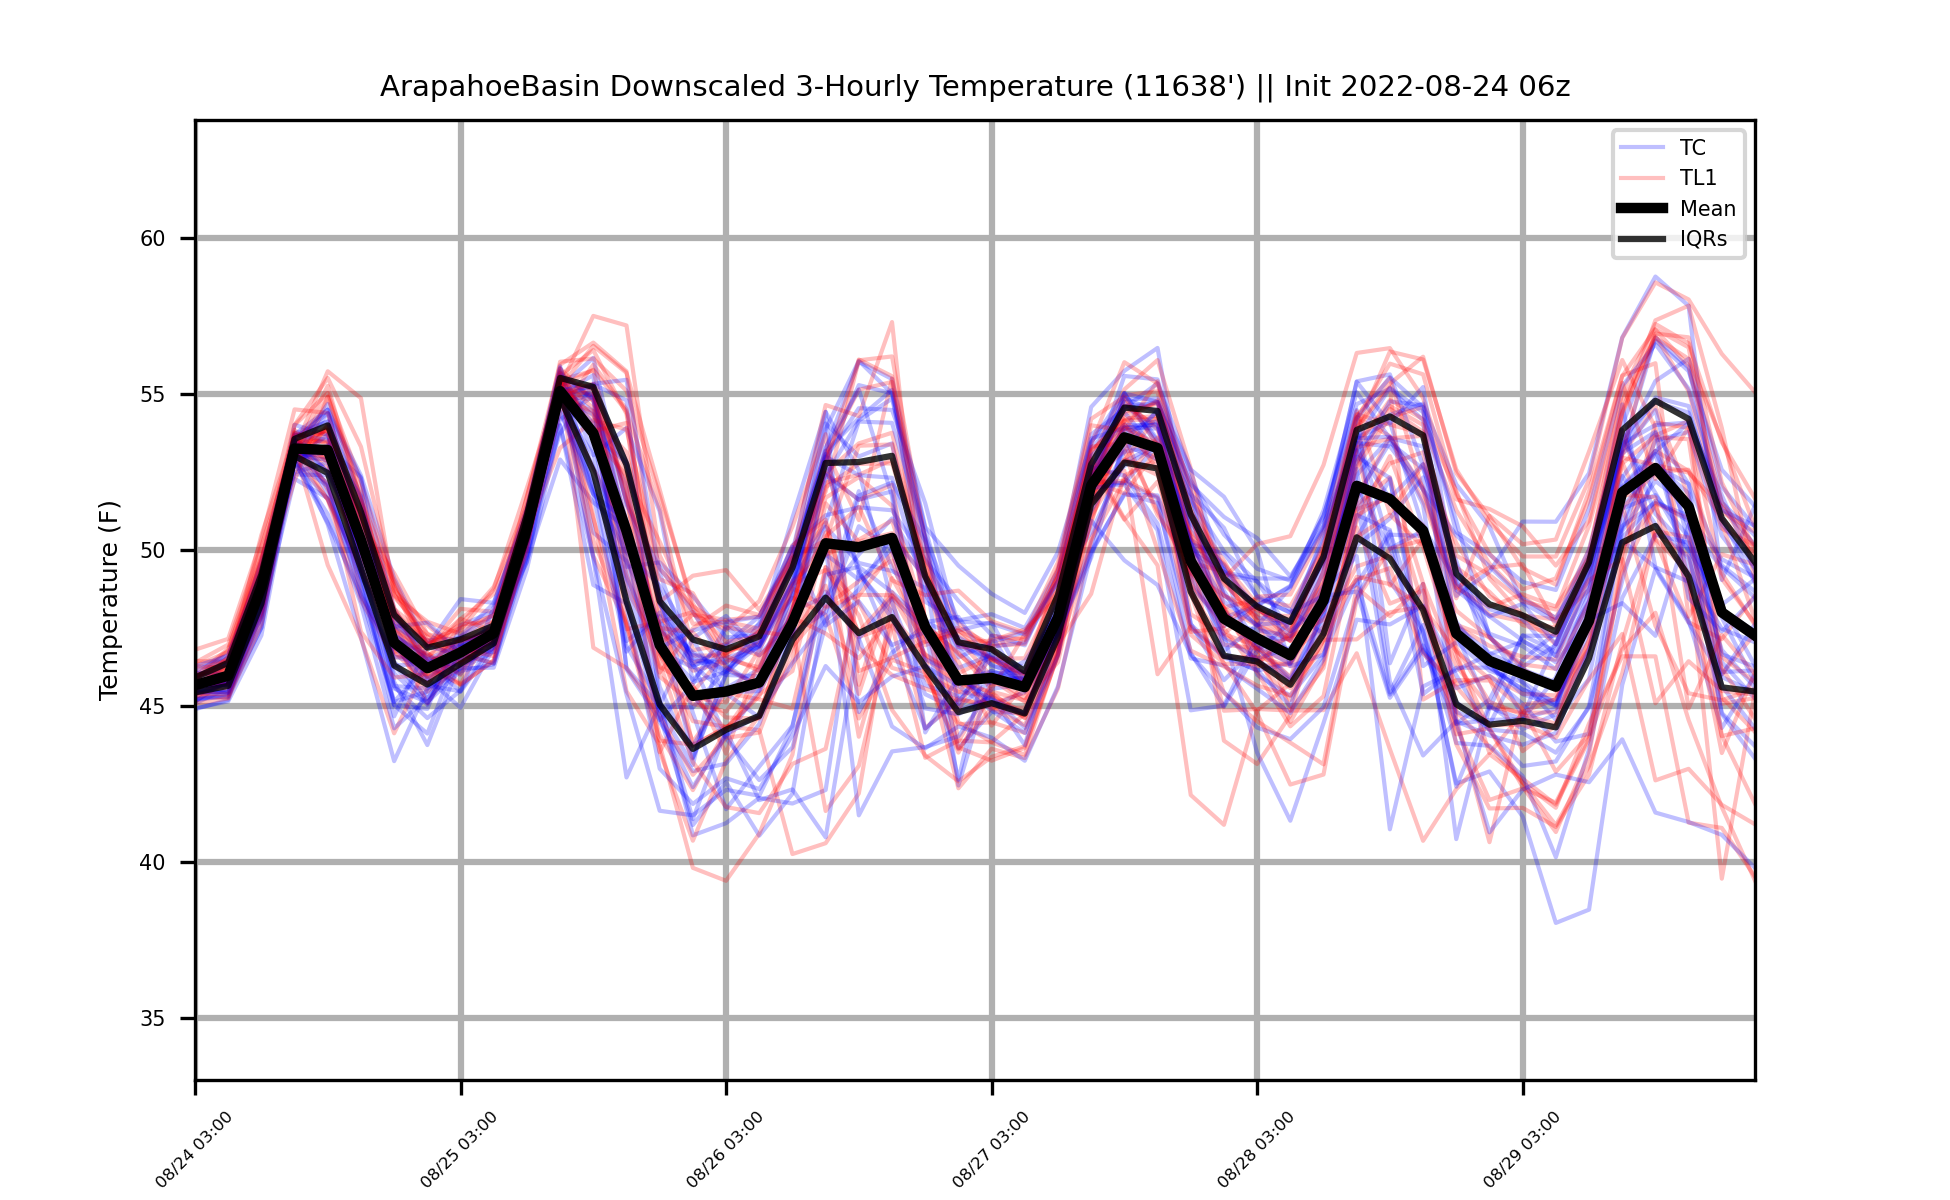 ArapahoeBasin Downscaled 3-Hourly Temperature (11638') || Init 2022-08-24 06z
TC
TL1
Mean
IQRs
Temperature (F)
60
55
50
45
40
35
08/24 03:00
08/25 03:00
08/26 03:00
08/27 03:00
08/28 03:00
08/29 03:00